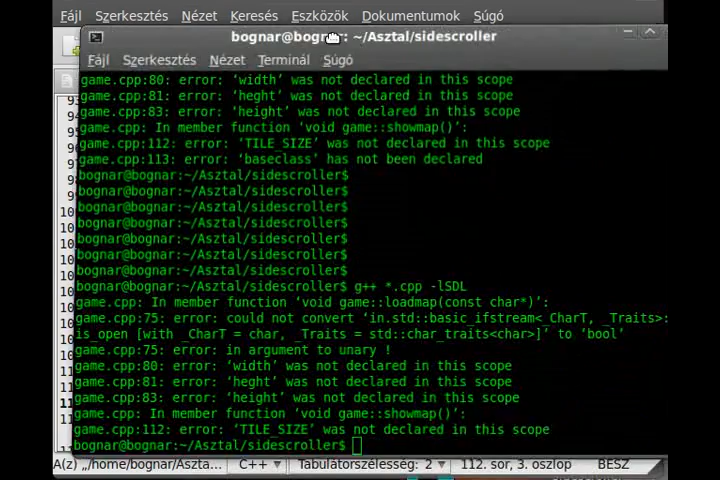 Fájl Szerkesztés Nézet Keresés Eszközök Dokumentumok Súgó
bognar@bognar: ~/Asztal/sidescroller
Fájl Szerkesztés Nézet Terminál Súgó
game.cpp:80: error: ‘width’ was not declared in this scope
game.cpp:81: error: ‘heght’ was not declared in this scope
game.cpp:83: error: ‘height’ was not declared in this scope
game.cpp: In member function ‘void game::showmap()’:
game.cpp:112: error: ‘TILE_SIZE’ was not declared in this scope
game.cpp:113: error: ‘baseclass’ has not been declared
bognar@bognar:~/Asztal/sidescroller$
bognar@bognar:~/Asztal/sidescroller$
bognar@bognar:~/Asztal/sidescroller$
bognar@bognar:~/Asztal/sidescroller$
bognar@bognar:~/Asztal/sidescroller$
bognar@bognar:~/Asztal/sidescroller$
bognar@bognar:~/Asztal/sidescroller$
bognar@bognar:~/Asztal/sidescroller$ g++ *.cpp -lSDL
game.cpp: In member function ‘void game::loadmap(const char*)’:
game.cpp:75: error: could not convert ‘in.std::basic_ifstream<_CharT, _Traits>:
is_open [with _CharT = char, _Traits = std::char_traits<char>]’ to ‘bool’
game.cpp:75: error: in argument to unary !
game.cpp:80: error: ‘width’ was not declared in this scope
game.cpp:81: error: ‘heght’ was not declared in this scope
game.cpp:83: error: ‘height’ was not declared in this scope
game.cpp: In member function ‘void game::showmap()’:
game.cpp:112: error: ‘TILE_SIZE’ was not declared in this scope
bognar@bognar:~/Asztal/sidescroller$
A(z) „/home/bognar/Aszta... C++ Tabulátorszélesség: 2 112. sor, 3. oszlop BESZ